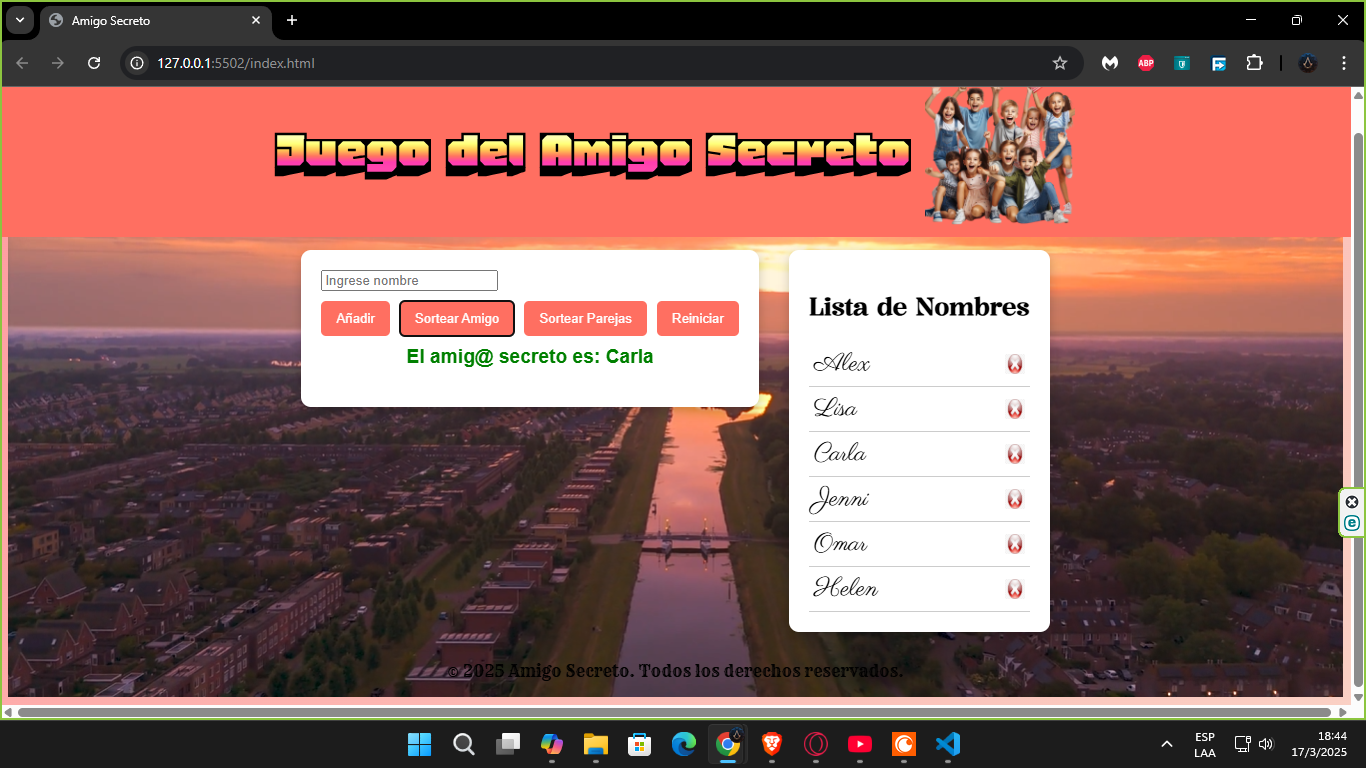 Amigo Secreto
127.0.0.1:5502/index.html
ABP
Juego del Amigo Secreto
Ingrese nombre
Añadir Sortear Amigo Sortear Parejas Reiniciar
El amig@ secreto es: Carla
Lista de Nombres
Alex
Lisa
Carla
Jenni
Omar
Helen
© 2025 Amigo Secreto. Todos los derechos reservados.
ESP
LAA
18:44
17/3/2025